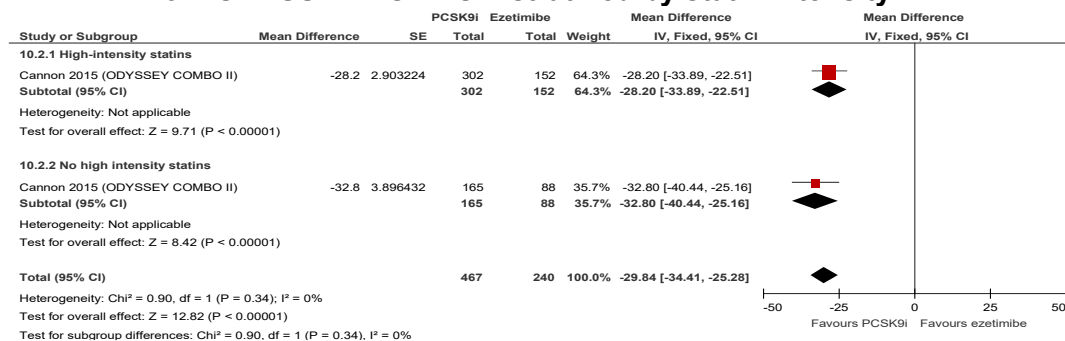 PCSK9i Ezetimibe Mean Difference Mean Difference
Study or Subgroup Mean Difference SE Total Total Weight IV, Fixed, 95% CI IV, Fixed, 95% CI
10.2.1 High-intensity statins
Cannon 2015 (ODYSSEY COMBO II) -28.2 2.903224 302 152 64.3% -28.20 [-33.89, -22.51]
Subtotal (95% CI) 302 152 64.3% -28.20 [-33.89, -22.51]
Heterogeneity: Not applicable
Test for overall effect: Z = 9.71 (P < 0.00001)
10.2.2 No high intensity statins
Cannon 2015 (ODYSSEY COMBO II) -32.8 3.896432 165 88 35.7% -32.80 [-40.44, -25.16]
Subtotal (95% CI) 165 88 35.7% -32.80 [-40.44, -25.16]
Heterogeneity: Not applicable
Test for overall effect: Z = 8.42 (P < 0.00001)
Total (95% CI) 467 240 100.0% -29.84 [-34.41, -25.28]
Heterogeneity: Chi² = 0.90, df = 1 (P = 0.34); I² = 0%
Test for overall effect: Z = 12.82 (P < 0.00001)
Test for subgroup differences: Chi² = 0.90, df = 1 (P = 0.34), I² = 0%
-50 -25 0 25 50
Favours PCSK9i Favours ezetimibe